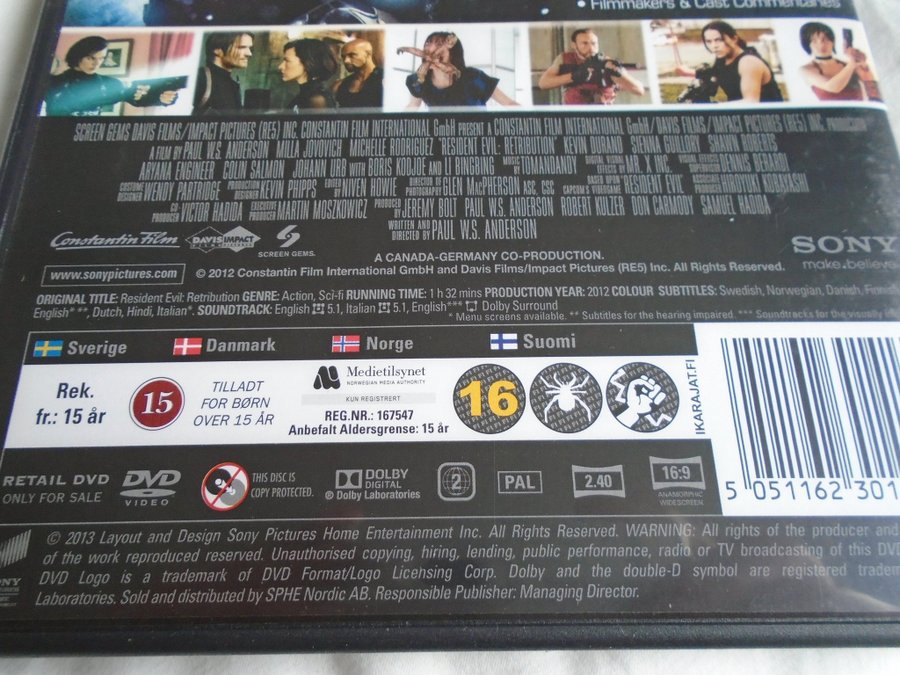 • Filmmakers & Cast Commentaries
SCREEN GEMS DAVIS FILMS/IMPACT PICTURES (RE5) INC. CONSTANTIN FILM INTERNATIONAL GmbH PRESENT A CONSTANTIN FILM INTERNATIONAL GmbH/DAVIS FILMS/IMPACT PICTURES (RE5) INC. PRODUCTION
A FILM BY PAUL W.S. ANDERSON MILLA JOVOVICH MICHELLE RODRIGUEZ "RESIDENT EVIL: RETRIBUTION" KEVIN DURAND SIENNA GUILLORY SHAWN ROBERTS
ARYANA ENGINEER COLIN SALMON JOHANN URB WITH BORIS KODJOE AND LI BINGBING MUSIC BY TOMANDANDY MR. X INC. DENNIS BERARDI
COSTUME DESIGNER WENDY PARTRIDGE PRODUCTION DESIGNER KEVIN PHIPPS EDITED BY NIVEN HOWIE DIRECTOR OF GLEN MacPHERSON ASC, CSC BASED UPON CAPCOM'S VIDEOGAME "RESIDENT EVIL" HIROYUKI KOBAYASHI
CO-PRODUCER VICTOR HADIDA EXECUTIVE PRODUCER MARTIN MOSZKOWICZ PRODUCED BY JEREMY BOLT PAUL W.S. ANDERSON ROBERT KULZER DON CARMODY SAMUEL HADIDA
WRITTEN AND DIRECTED BY PAUL W.S. ANDERSON
Constantin Film DAVIS IMPACT SCREEN GEMS.
A CANADA-GERMANY CO-PRODUCTION.
SONY
make.believe
www.sonypictures.com
© 2012 Constantin Film International GmbH and Davis Films/Impact Pictures (RE5) Inc. All Rights Reserved.
ORIGINAL TITLE: Resident Evil: Retribution GENRE: Action, Sci-fi RUNNING TIME: 1 h 32 mins PRODUCTION YEAR: 2012 COLOUR SUBTITLES: Swedish, Norwegian, Danish, Finnish
English* **, Dutch, Hindi, Italian*. SOUNDTRACK: English 5.1, Italian 5.1, English*** Dolby Surround
* Menu screens available. ** Subtitles for the hearing impaired. *** Soundtracks for the visually
Sverige Danmark Norge Suomi
Rek.
fr.: 15 år
15
TILLADT
FOR BØRN
OVER 15 ÅR
Medietilsynet
NORWEGIAN MEDIA AUTHORITY
KUN REGISTRERT
REG.NR.: 167547
Anbefalt Aldersgrense: 15 år
16
IKARAJAT.FI
RETAIL DVD
ONLY FOR SALE
DVD
VIDEO
THIS DISC IS
COPY PROTECTED.
DOLBY
DIGITAL
® Dolby Laboratories
2
PAL
2.40
16:9
ANAMORPHIC
WIDESCREEN
5 051162 301
© 2013 Layout and Design Sony Pictures Home Entertainment Inc. All Rights Reserved. WARNING: All rights of the producer and
of the work reproduced reserved. Unauthorised copying, hiring, lending, public performance, radio or TV broadcasting of this DVD
DVD Logo is a trademark of DVD Format/Logo Licensing Corp. Dolby and the double-D symbol are registered
Laboratories. Sold and distributed by SPHE Nordic AB. Responsible Publisher: Managing Director.